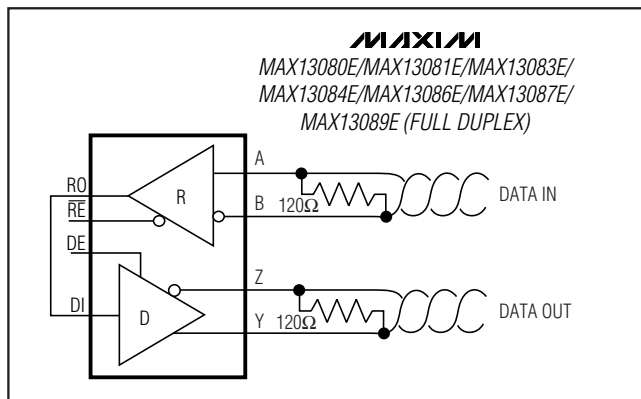 MAXIM
MAX13080E/MAX13081E/MAX13083E/
MAX13084E/MAX13086E/MAX13087E/
MAX13089E (FULL DUPLEX)
A
RO
R
RE
B
120Ω
DATA IN
DE
Z
DI
D
Y
120Ω
DATA OUT